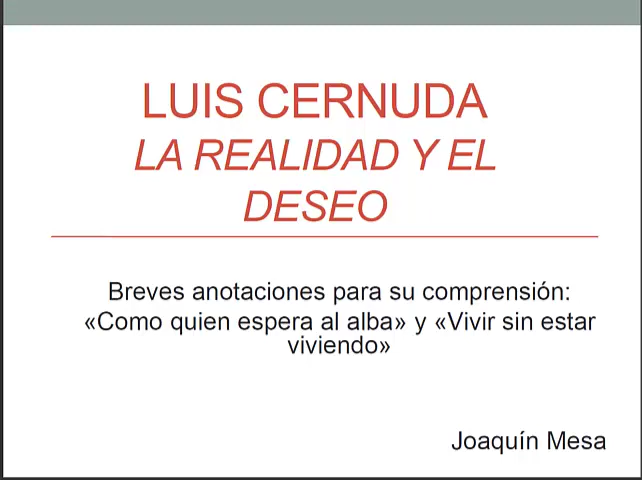 LUIS CERNUDA
LA REALIDAD Y EL
DESEO
Breves anotaciones para su comprensión:
«Como quien espera al alba» y «Vivir sin estar
viviendo»
Joaquín Mesa